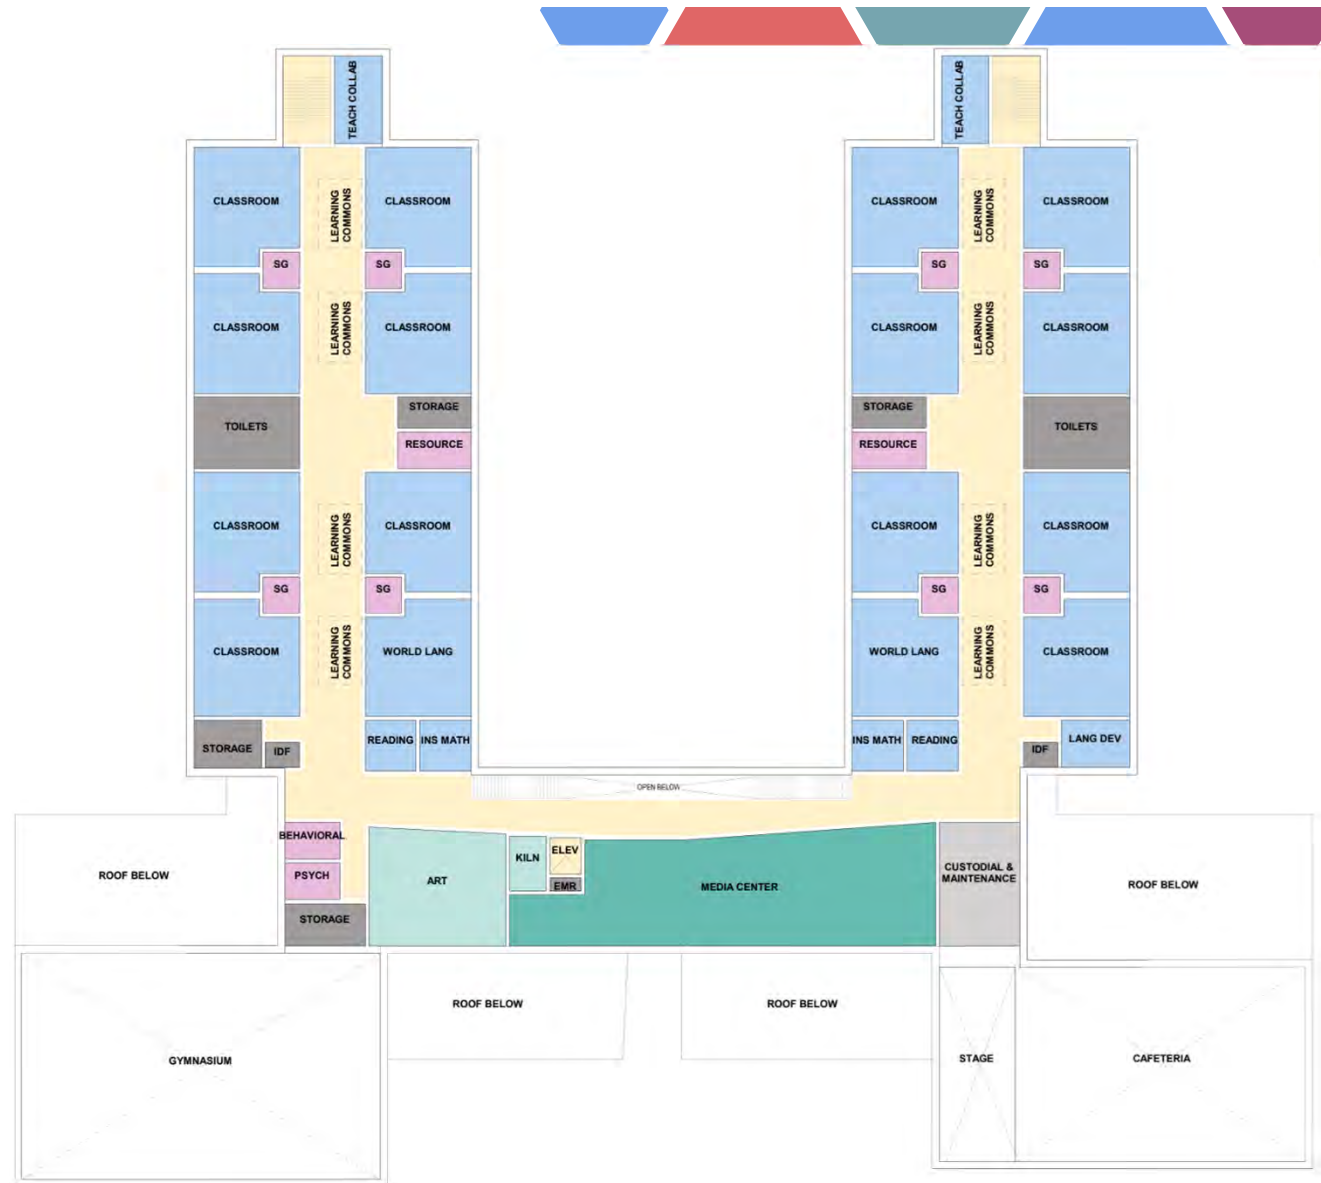 TEACH COLLAB
TEACH COLLAB
CLASSROOM
LEARNING
COMMONS
CLASSROOM
CLASSROOM
LEARNING
COMMONS
CLASSROOM
SG
SG
SG
SG
CLASSROOM
LEARNING
COMMONS
CLASSROOM
CLASSROOM
LEARNING
COMMONS
CLASSROOM
STORAGE
STORAGE
TOILETS
TOILETS
RESOURCE
RESOURCE
CLASSROOM
LEARNING
COMMONS
CLASSROOM
CLASSROOM
LEARNING
COMMONS
CLASSROOM
SG
SG
SG
SG
CLASSROOM
LEARNING
COMMONS
WORLD LANG
WORLD LANG
LEARNING
COMMONS
CLASSROOM
STORAGE
IDF
READING
INS MATH
INS MATH
READING
IDF
LANG DEV
OPEN BELOW
BEHAVIORAL
PSYCH
STORAGE
ROOF BELOW
ART
KILN
ELEV
EMR
MEDIA CENTER
CUSTODIAL &
MAINTENANCE
ROOF BELOW
ROOF BELOW
ROOF BELOW
GYMNASIUM
STAGE
CAFETERIA